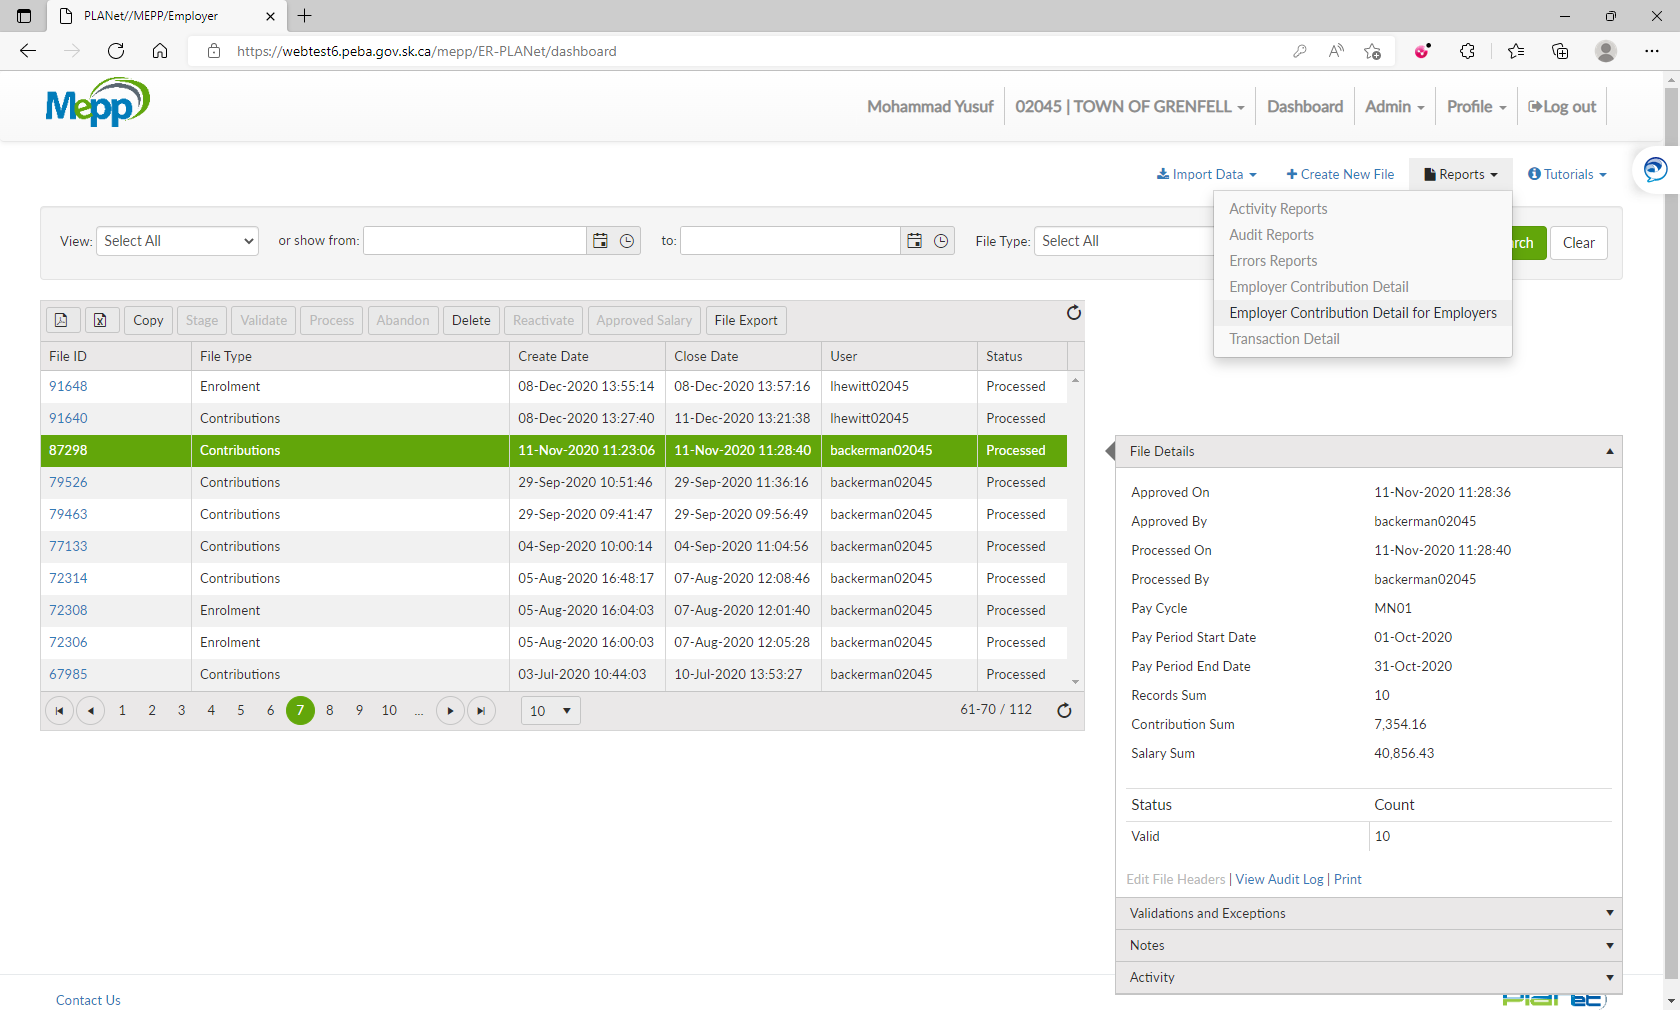 PLANet//MEPP/Employer
https://webtest6.peba.gov.sk.ca/mepp/ER-PLANet/dashboard
Mepp
Mohammad Yusuf
02045 | TOWN OF GRENFELL
Dashboard
Admin
Profile
Log out
Import Data
Create New File
Reports
Tutorials
Activity Reports
Audit Reports
Errors Reports
Employer Contribution Detail
Employer Contribution Detail for Employers
Transaction Detail
View: Select All or show from: to: File Type: Select All rch Clear
Copy Stage Validate Process Abandon Delete Reactivate Approved Salary File Export
File ID File Type Create Date Close Date User Status
91648 Enrolment 08-Dec-2020 13:55:14 08-Dec-2020 13:57:16 lhewitt02045 Processed
91640 Contributions 08-Dec-2020 13:27:40 11-Dec-2020 13:21:38 lhewitt02045 Processed
87298 Contributions 11-Nov-2020 11:23:06 11-Nov-2020 11:28:40 backerman02045 Processed
79526 Contributions 29-Sep-2020 10:51:46 29-Sep-2020 11:36:16 backerman02045 Processed
79463 Contributions 29-Sep-2020 09:41:47 29-Sep-2020 09:56:49 backerman02045 Processed
77133 Contributions 04-Sep-2020 10:00:14 04-Sep-2020 11:04:56 backerman02045 Processed
72314 Contributions 05-Aug-2020 16:48:17 07-Aug-2020 12:08:46 backerman02045 Processed
72308 Enrolment 05-Aug-2020 16:04:03 07-Aug-2020 12:01:40 backerman02045 Processed
72306 Enrolment 05-Aug-2020 16:00:03 07-Aug-2020 12:05:28 backerman02045 Processed
67985 Contributions 03-Jul-2020 10:44:03 10-Jul-2020 13:53:27 backerman02045 Processed
1 2 3 4 5 6 7 8 9 10 ... 10 61-70 / 112
File Details
Approved On 11-Nov-2020 11:28:36
Approved By backerman02045
Processed On 11-Nov-2020 11:28:40
Processed By backerman02045
Pay Cycle MN01
Pay Period Start Date 01-Oct-2020
Pay Period End Date 31-Oct-2020
Records Sum 10
Contribution Sum 7,354.16
Salary Sum 40,856.43
Status Count
Valid 10
Edit File Headers | View Audit Log | Print
Validations and Exceptions
Notes
Activity
Contact Us